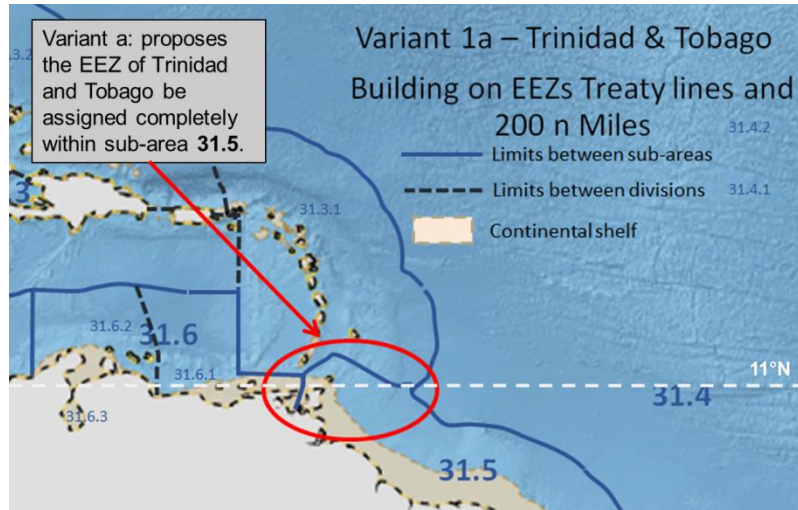 Variant a: proposes
the EEZ of Trinidad
and Tobago be
assigned completely
within sub-area 31.5.
Variant 1a – Trinidad & Tobago
Building on EEZs Treaty lines and
200 n Miles
31.4.2
Limits between sub-areas
Limits between divisions
31.4.1
Continental shelf
3
31.3.1
31.6.2
31.6
31.6.1
11°N
31.4
31.6.3
31.5